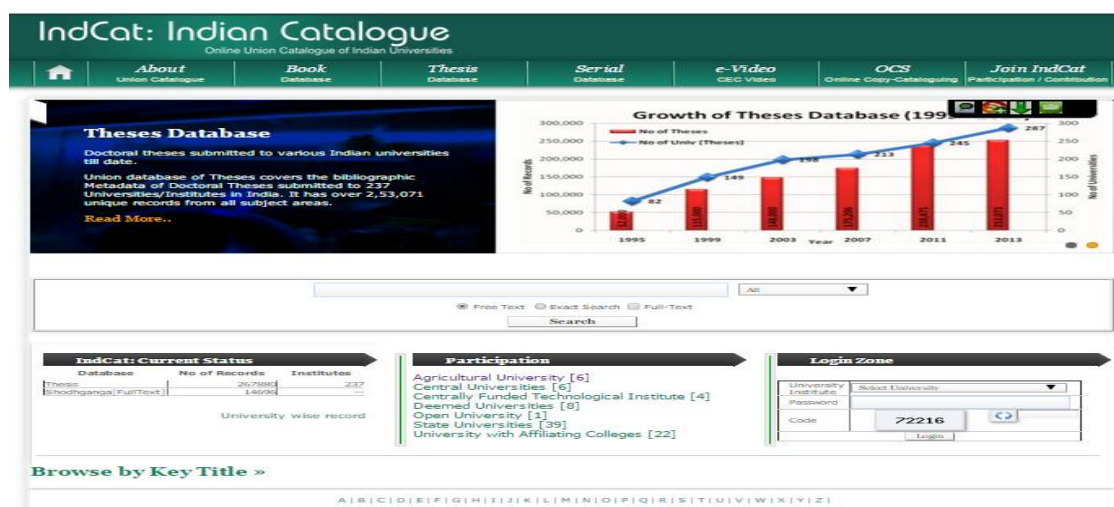 IndCat: Indian Catalogue
Online Union Catalogue of Indian Universities
About Book Thesis Serial e-Video OCS Join IndCat
Union Catalogue Database Database Database CEC Video Online Copy-Cataloguing Participation / Contribution
Theses Database
Doctoral theses submitted to various Indian universities
till date.
Union database of Theses covers the bibliographic
Metadata of Doctoral Theses submitted to 237
Universities/Institutes in India. It has over 2,53,071
unique records from all subject areas.
Read More..
Growth of Theses Database (199
No of Theses
No of Univ (Theses)
No of Records
300,000
250,000
200,000
150,000
100,000
50,000
0
82 149 198 213 245 287
300
250
200
150
100
50
0
No of Universities
1995 1999 2003 Year 2007 2011 2013
All
Free Text Exact Search Full-Text
Search
IndCat: Current Status
Database No of Records Institutes
Thesis 267880 237
Shodhganga[FullText] 14696 --
University wise record
Participation
Agricultural University [6]
Central Universities [6]
Centrally Funded Technological Institute [4]
Deemed Universities [8]
Open University [1]
State Universities [39]
University with Affiliating Colleges [22]
Login Zone
University Institute Select University
Password
Code 72216
Login
Browse by Key Title »
A | B | C | D | E | F | G | H | I | J | K | L | M | N | O | P | Q | R | S | T | U | V | W | X | Y | Z |